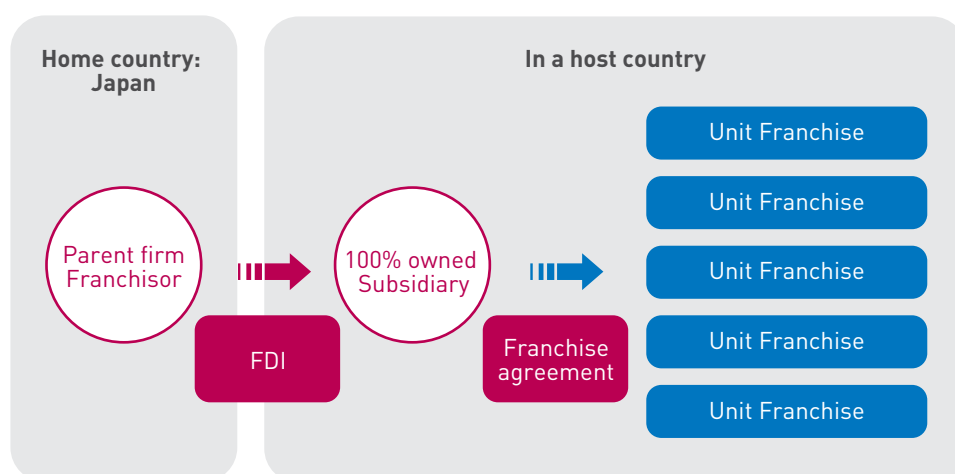 Home country:
Japan
In a host country
Parent firm
Franchisor
100% owned
Subsidiary
FDI
Franchise
agreement
Unit Franchise
Unit Franchise
Unit Franchise
Unit Franchise
Unit Franchise